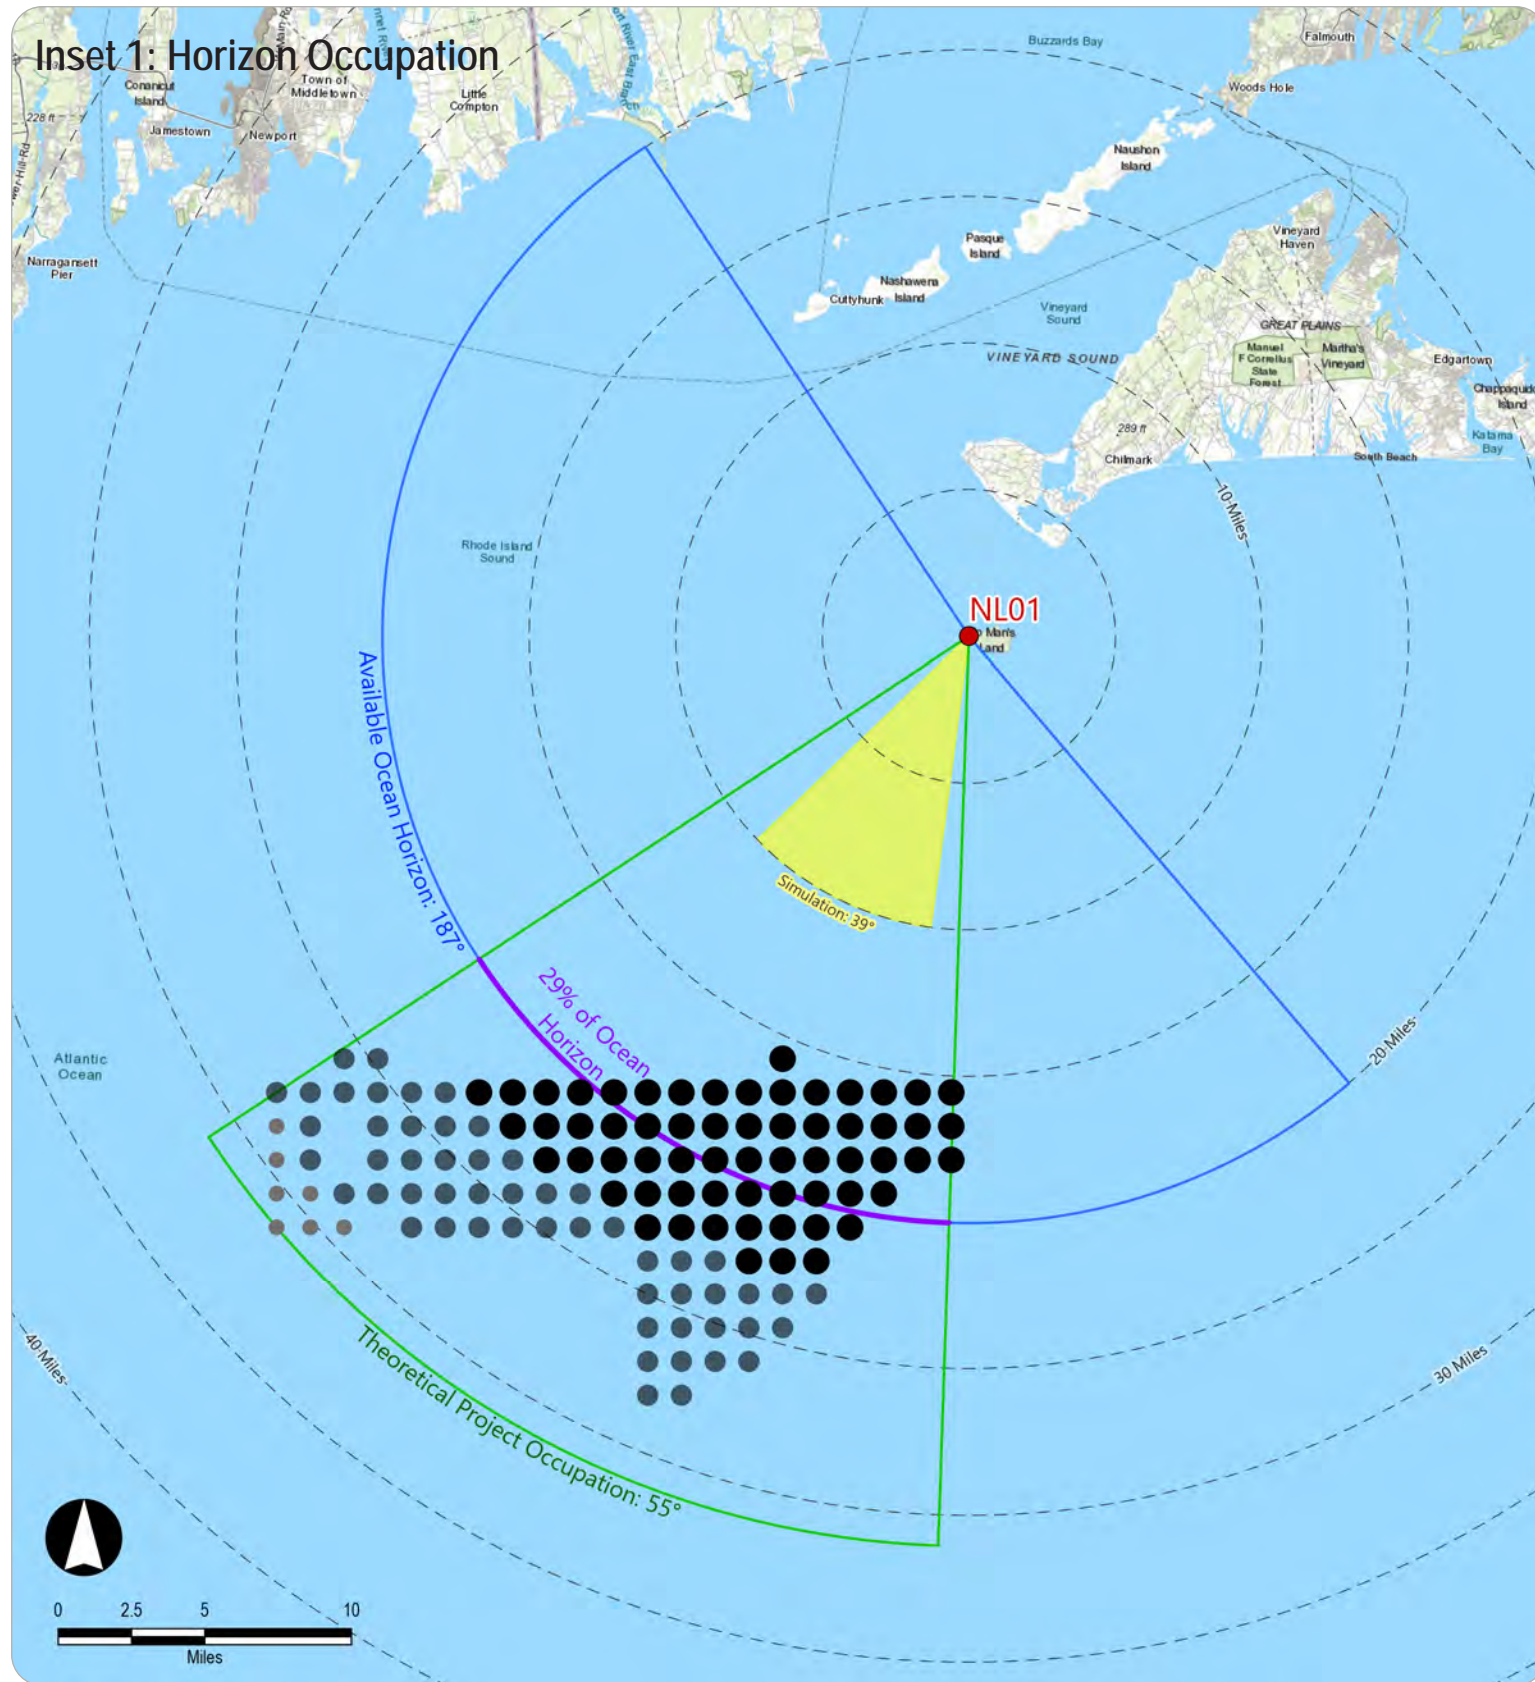 Inset 1: Horizon Occupation
Buzzards Bay
Falmouth
Woods Hole
Conanicut
Island
Town of
Middletown
Little
Compton
228 ft
Jamestown
Newport
Naushon
Island
Narragansett
Pier
Pasque
Island
Vineyard
Haven
Nashawena
Island
Cuttyhunk
Vineyard
Sound
GREAT PLAINS
VINEYARD SOUND
Manuel
F Correllus
State
Forest
Martha's
Vineyard
Edgartown
Island
Katama
Bay
289 ft
Chilmark
South Beach
10 Miles
Rhode Island
Sound
NL01
Man's
Land
Available Ocean Horizon: 187°
Simulation: 39°
29% of Ocean
Horizon
Atlantic
Ocean
20 Miles
Theoretical Project Occupation: 55°
40 Miles
30 Miles
0 2.5 5 10
Miles